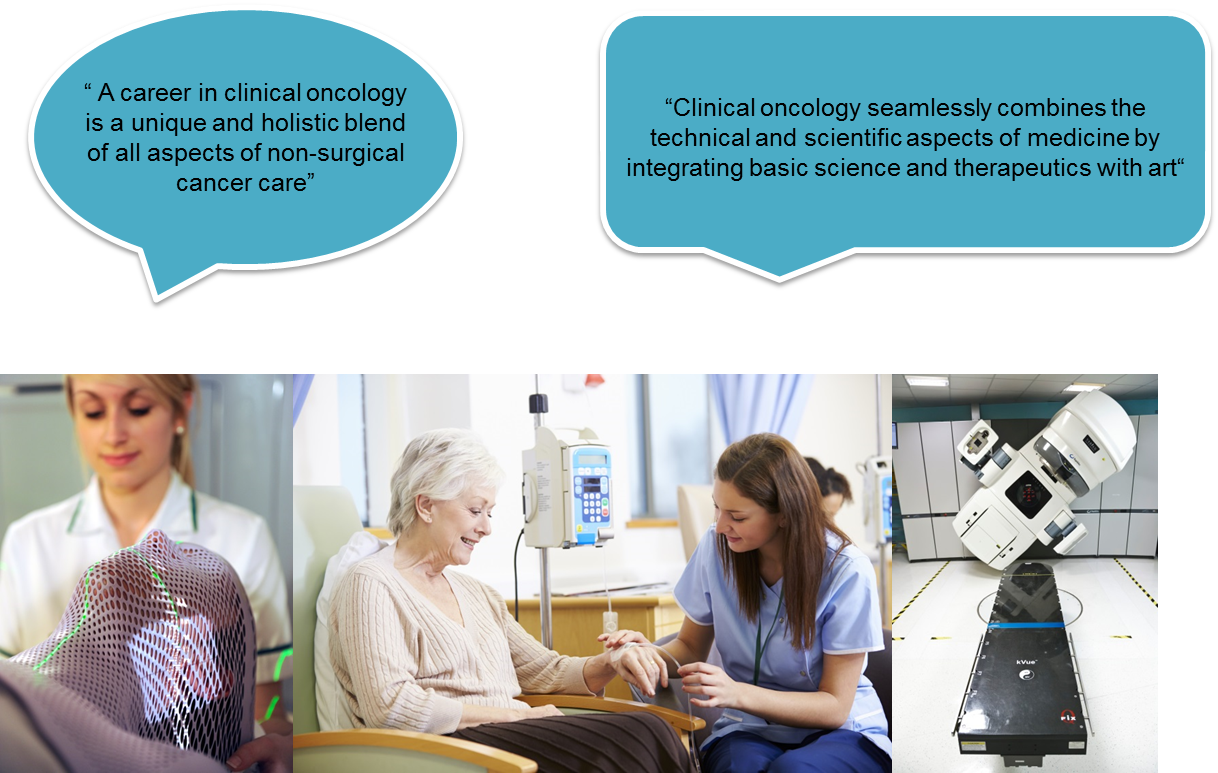 “ A career in clinical oncology
is a unique and holistic blend
of all aspects of non-surgical
cancer care”
“Clinical oncology seamlessly combines the
technical and scientific aspects of medicine by
integrating basic science and therapeutics with art“
kVue™